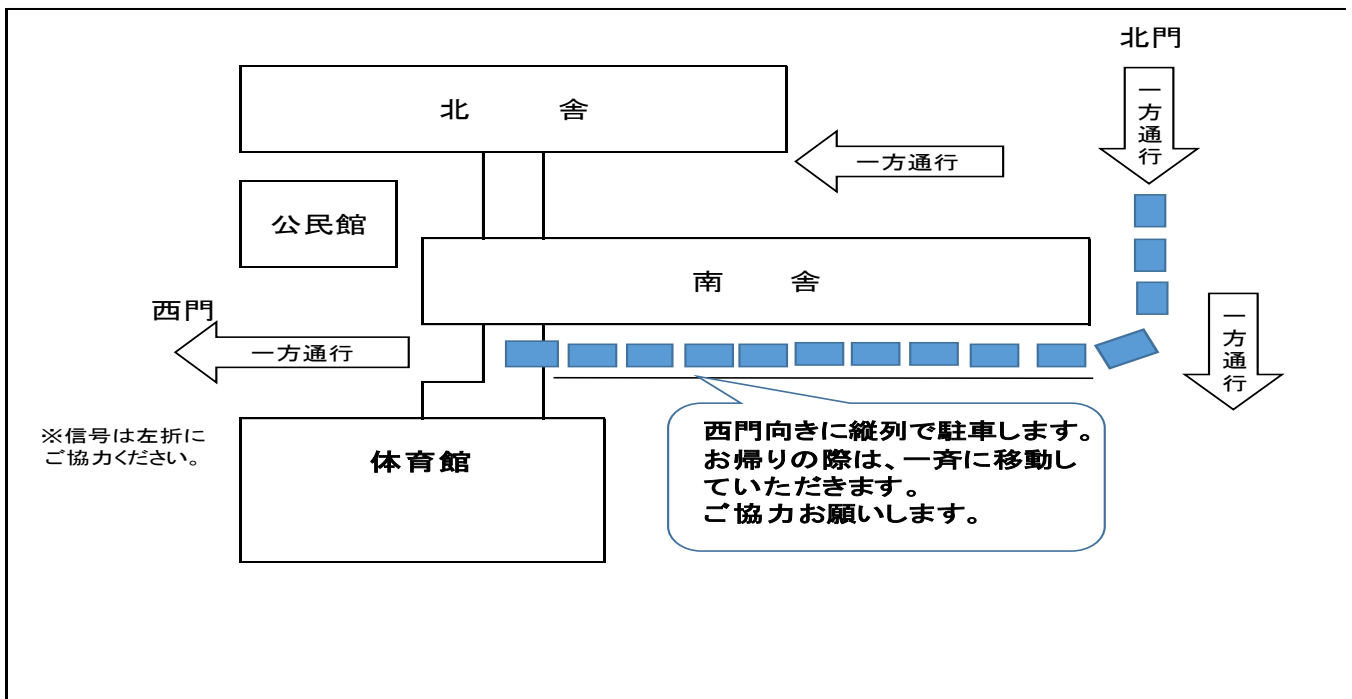 北門
一方通行
北　舎
一方通行
公民館
南　舎
西門
一方通行
一方通行
※信号は左折に
ご協力ください。
体育館
西門向きに縦列で駐車します。
お帰りの際は、一斉に移動し
ていただきます。
ご協力お願いします。